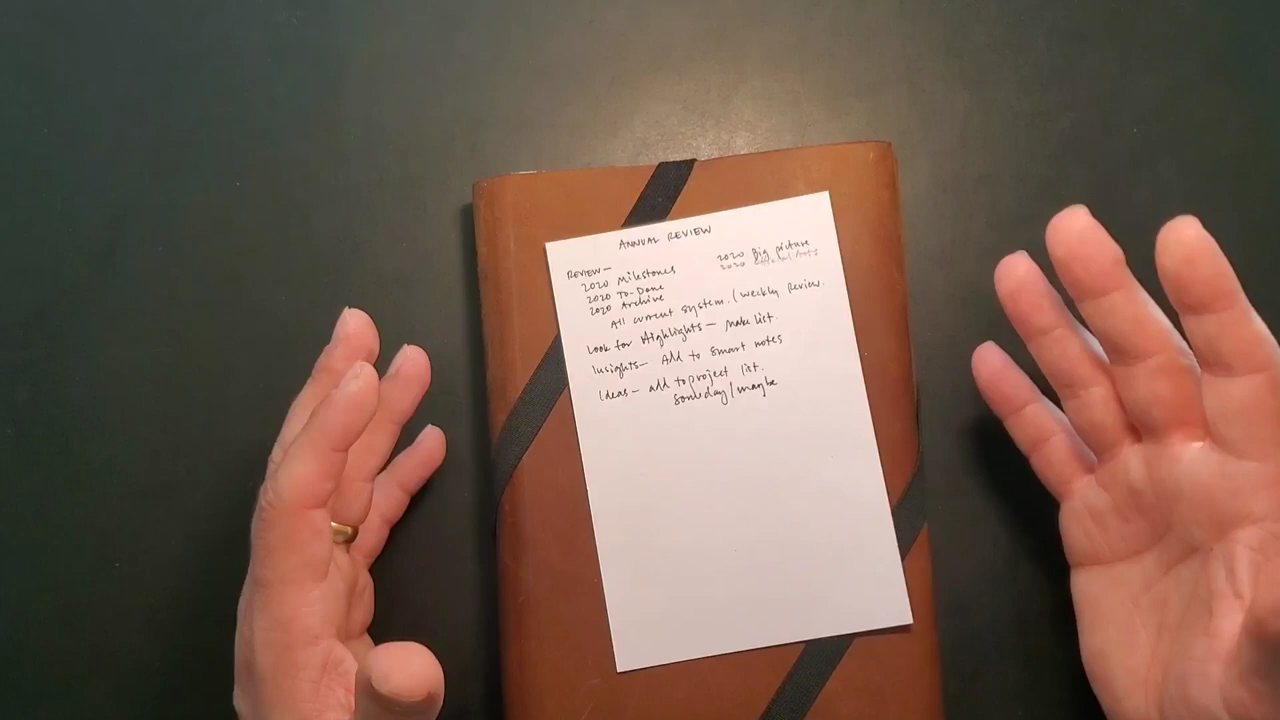 ANNUAL REVIEW
REVIEW— 2020 Big picture
2020 Milestones 2020
2020 To-Done
2020 Archive
All current system. / weekly review.
Look for Highlights — make list.
Insights — Add to smart notes
Ideas — add to project list.
someday / maybe